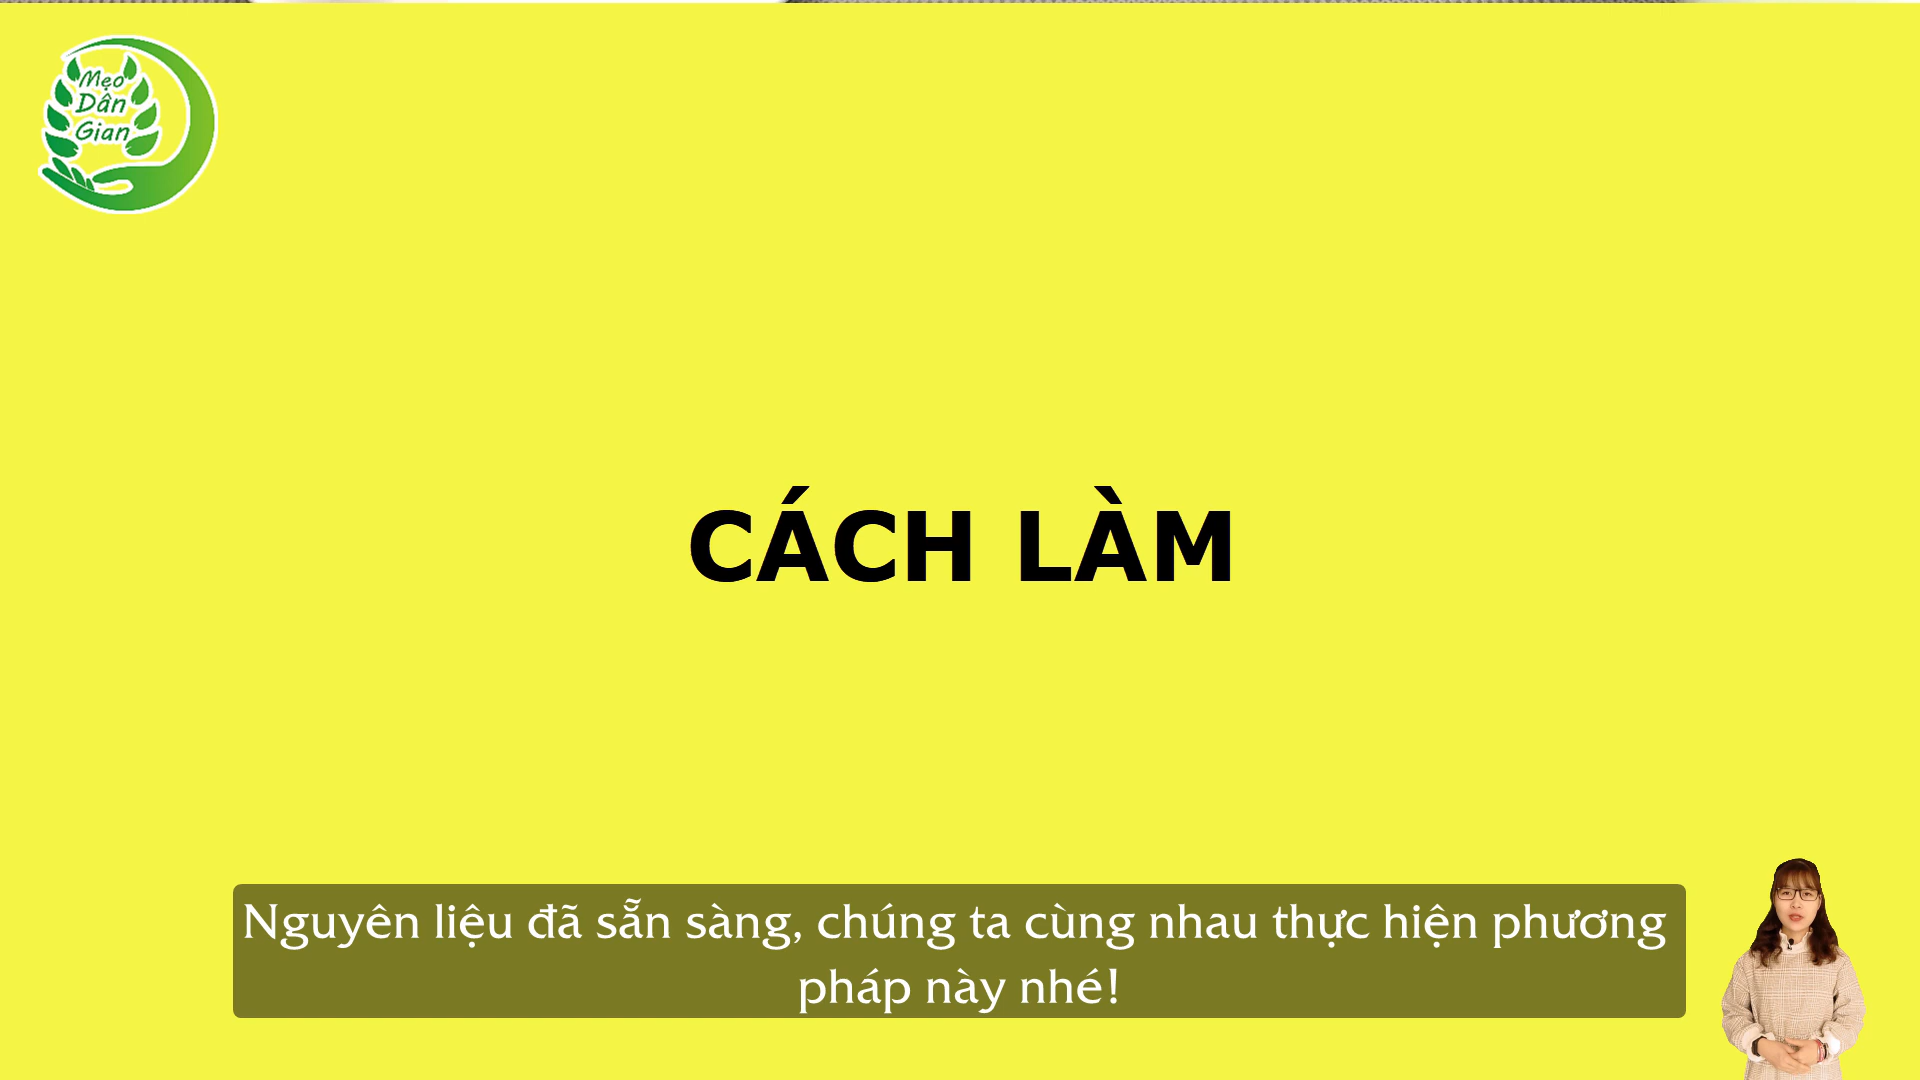 Mẹo
Dân
Gian
CÁCH LÀM
Nguyên liệu đã sẵn sàng, chúng ta cùng nhau thực hiện phương
pháp này nhé!